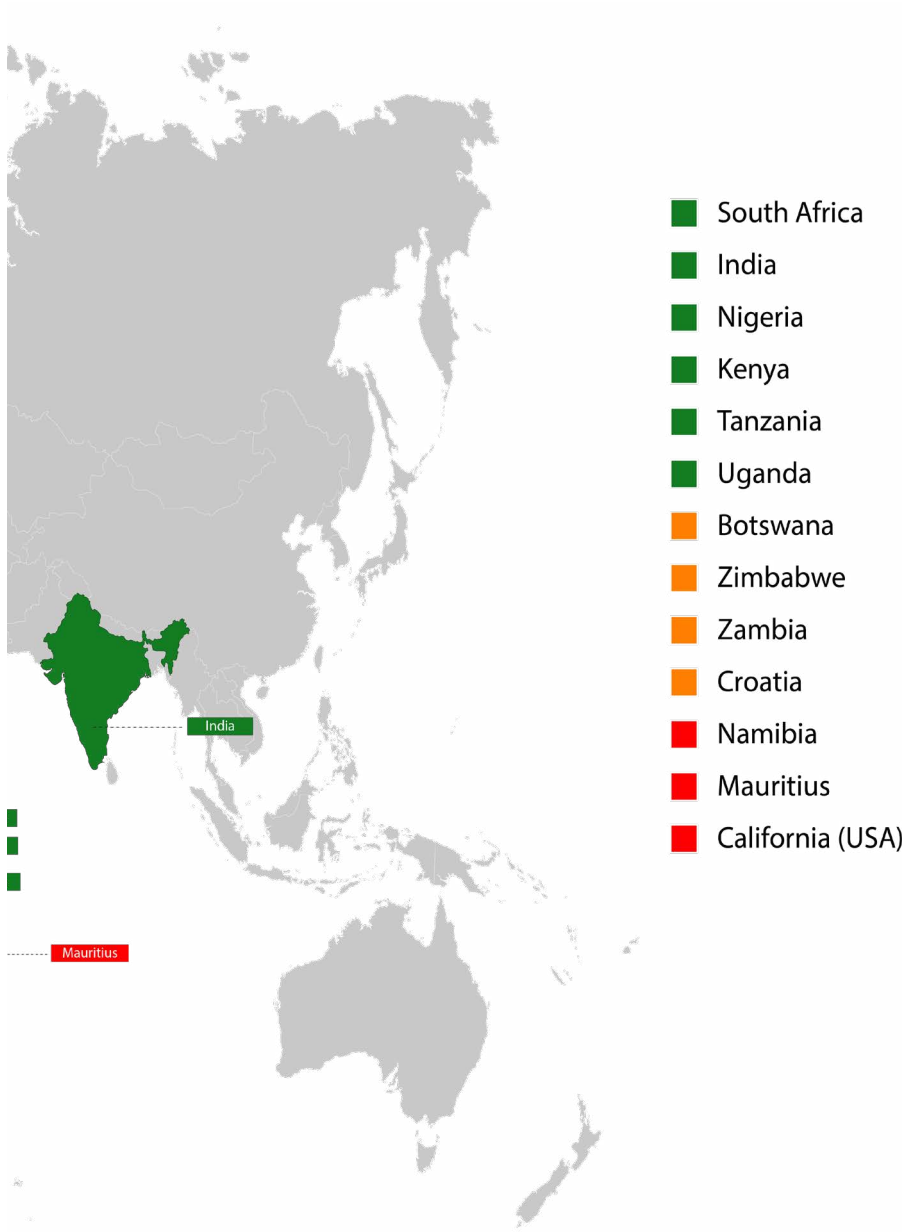 South Africa
India
Nigeria
Kenya
Tanzania
Uganda
Botswana
Zimbabwe
Zambia
Croatia
Namibia
Mauritius
California (USA)
India
Mauritius